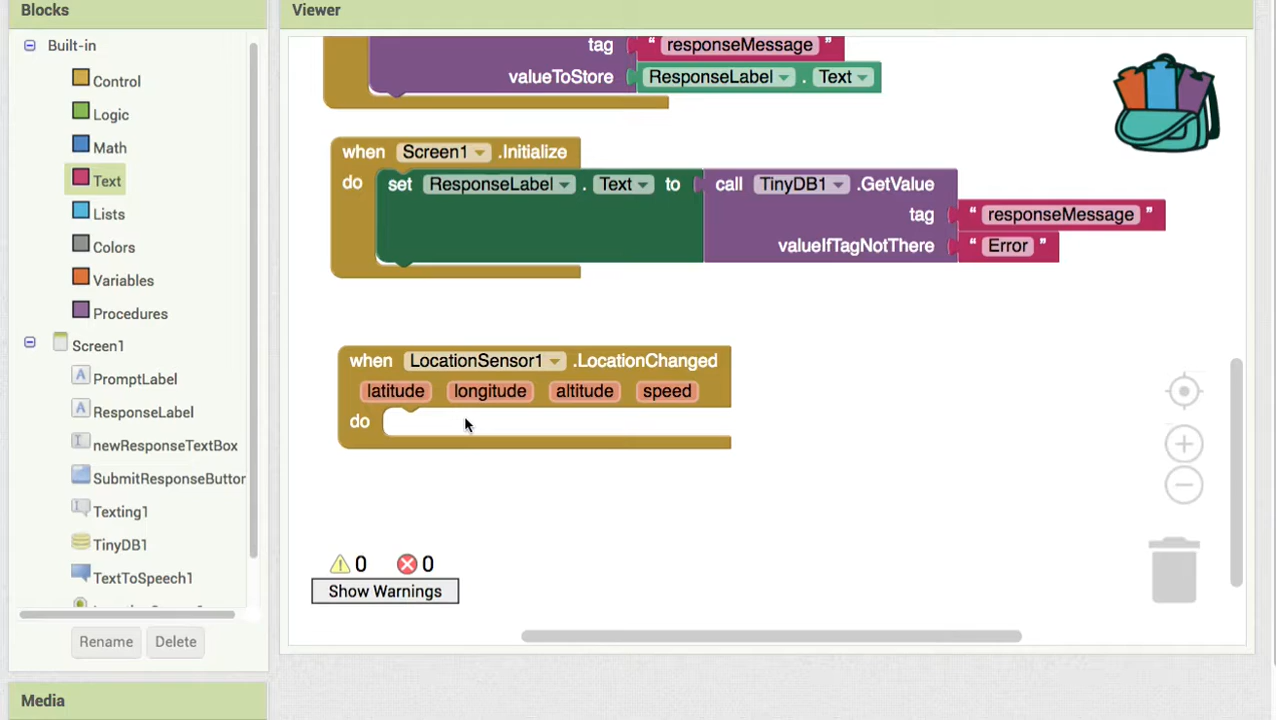 Blocks
Built-in
Control
Logic
Math
Text
Lists
Colors
Variables
Procedures
Screen1
PromptLabel
ResponseLabel
newResponseTextBox
SubmitResponseButtor
Texting1
TinyDB1
TextToSpeech1
Rename
Delete
Media
Viewer
tag
“ responseMessage ”
valueToStore
ResponseLabel . Text
when Screen1 .Initialize
do set ResponseLabel . Text to call TinyDB1 .GetValue
tag “ responseMessage ”
valueIfTagNotThere “ Error ”
when LocationSensor1 .LocationChanged
latitude longitude altitude speed
do
0 0
Show Warnings